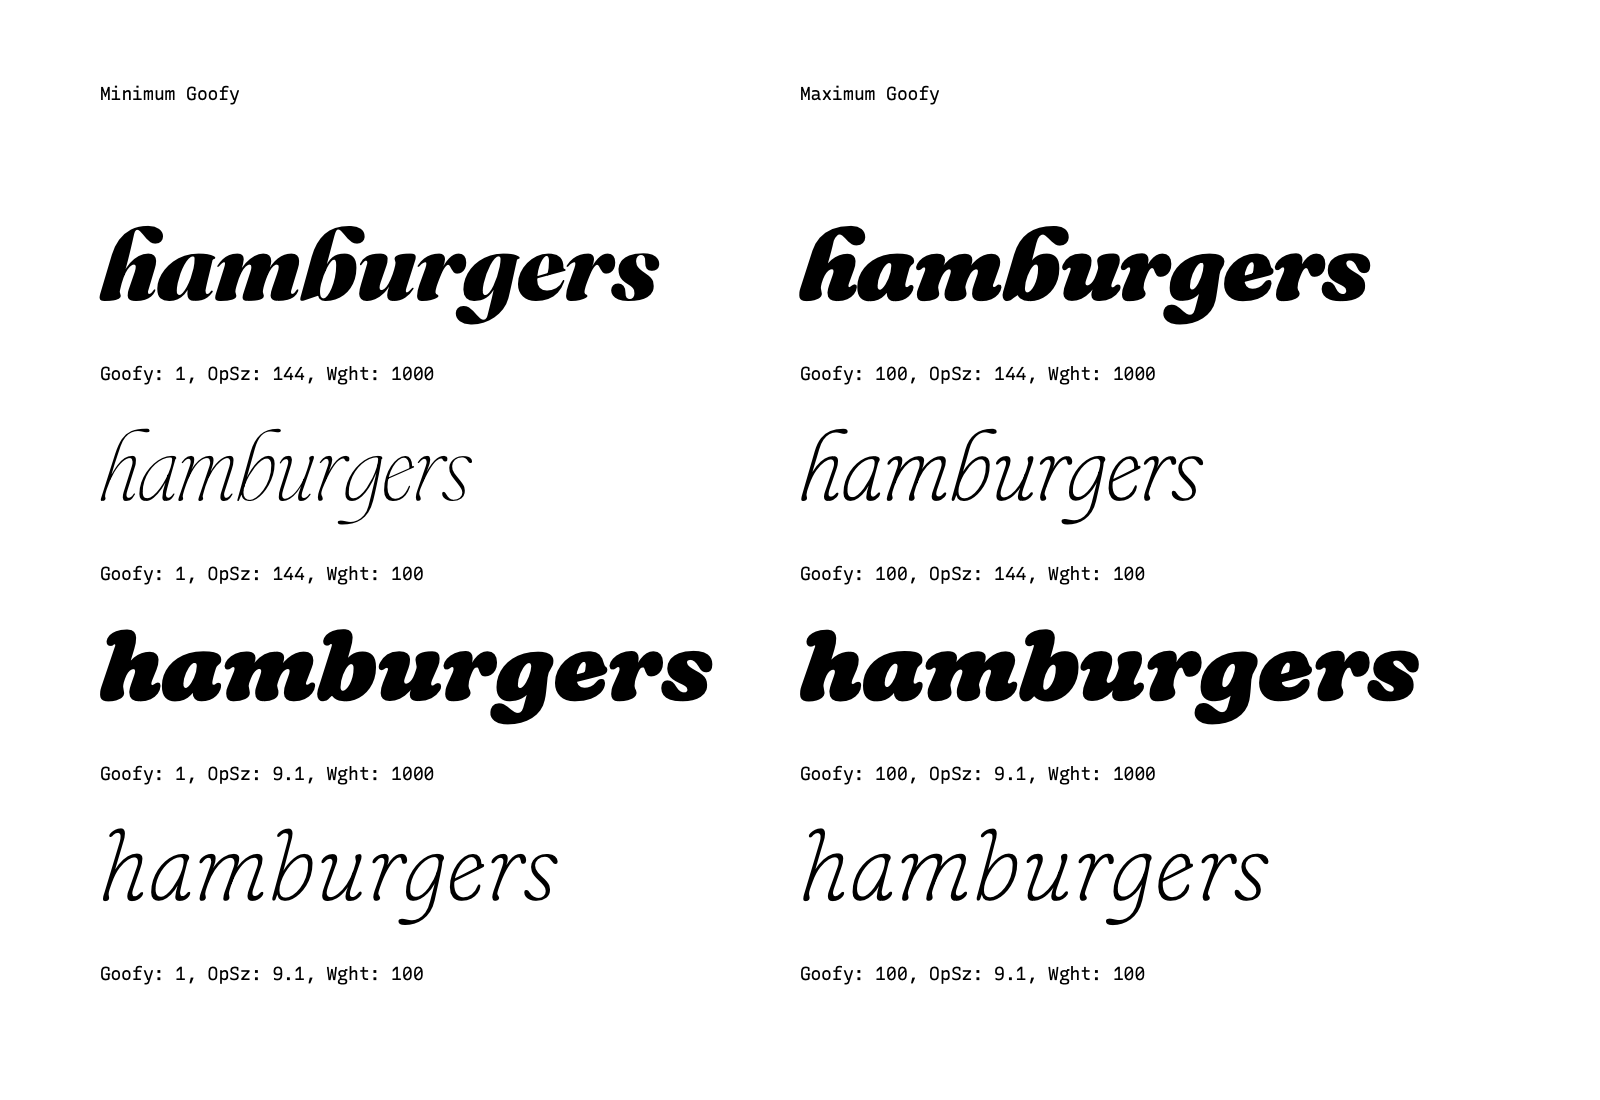 Minimum Goofy
Maximum Goofy
hamburgers
hamburgers
Goofy: 1, OpSz: 144, Wght: 1000
Goofy: 100, OpSz: 144, Wght: 1000
hamburgers
hamburgers
Goofy: 1, OpSz: 144, Wght: 100
Goofy: 100, OpSz: 144, Wght: 100
hamburgers
hamburgers
Goofy: 1, OpSz: 9.1, Wght: 1000
Goofy: 100, OpSz: 9.1, Wght: 1000
hamburgers
hamburgers
Goofy: 1, OpSz: 9.1, Wght: 100
Goofy: 100, OpSz: 9.1, Wght: 100